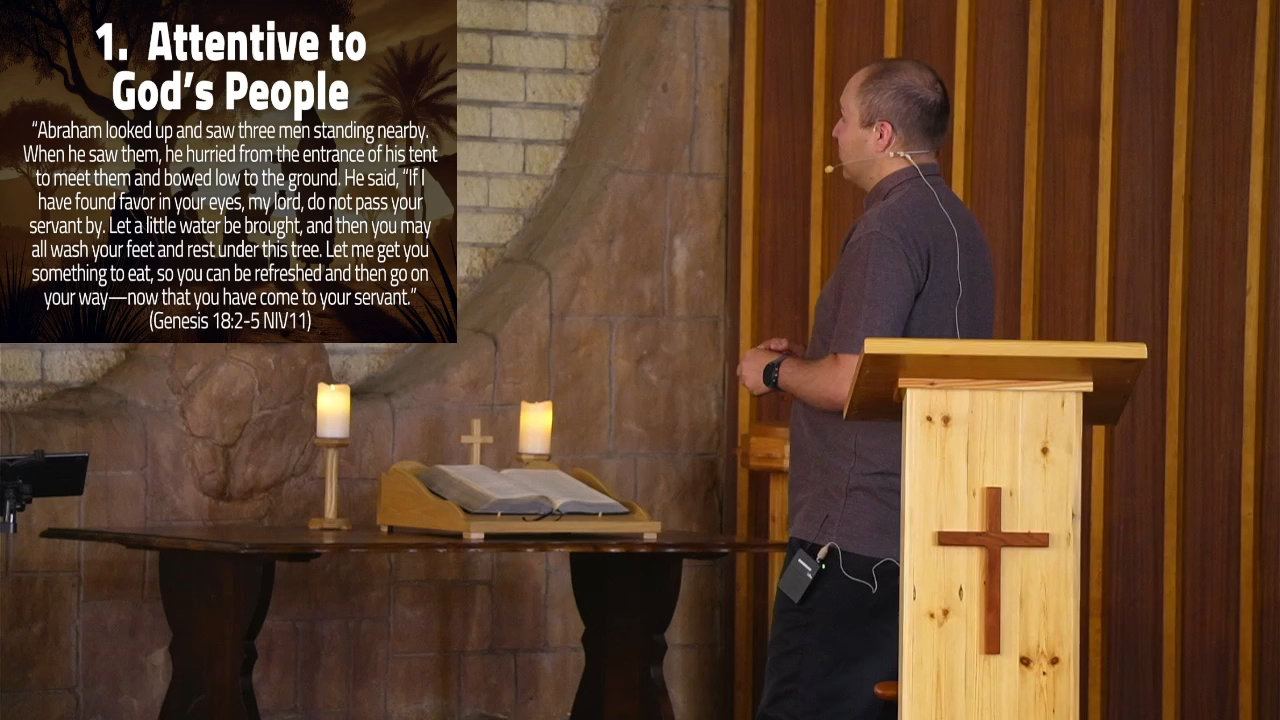 1. Attentive to
God's People
“Abraham looked up and saw three men standing nearby.
When he saw them, he hurried from the entrance of his tent
to meet them and bowed low to the ground. He said, “If I
have found favor in your eyes, my lord, do not pass your
servant by. Let a little water be brought, and then you may
all wash your feet and rest under this tree. Let me get you
something to eat, so you can be refreshed and then go on
your way—now that you have come to your servant.”
(Genesis 18:2-5 NIV11)